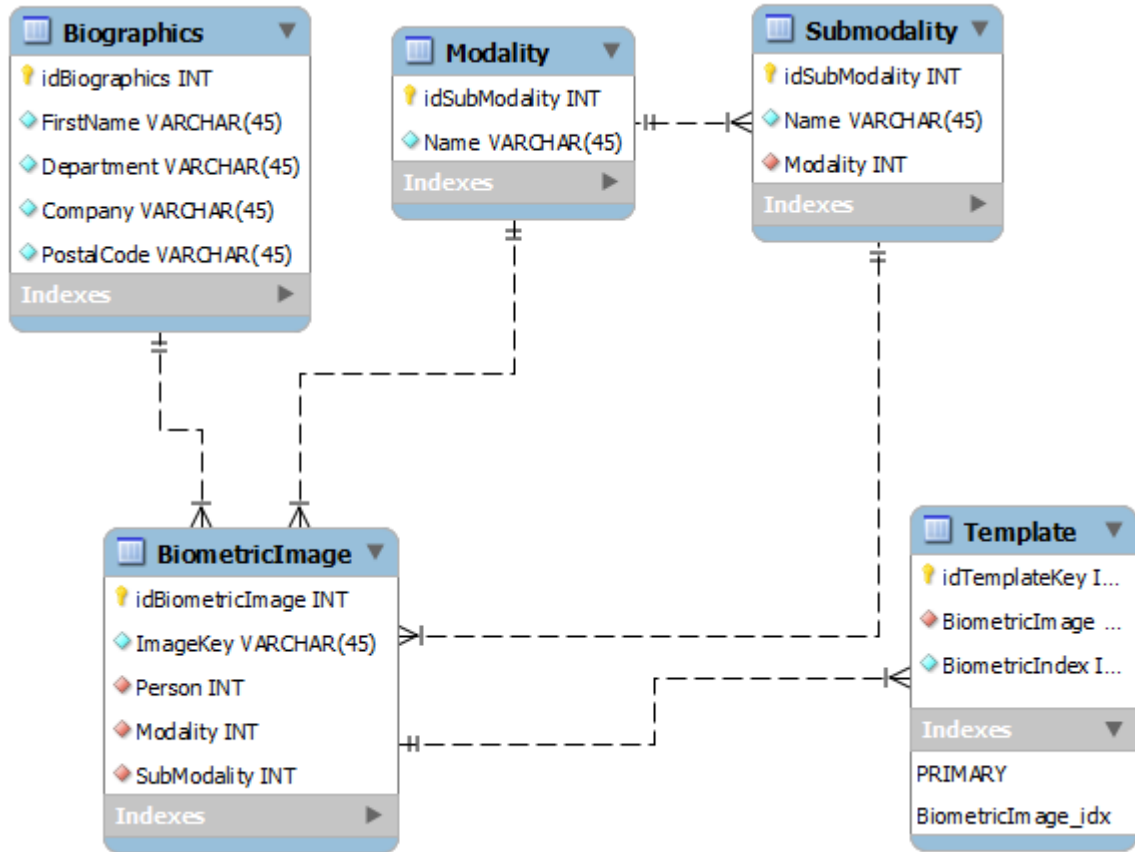 Biographics
idBiographics INT
FirstName VARCHAR(45)
Department VARCHAR(45)
Company VARCHAR(45)
PostalCode VARCHAR(45)
Indexes
Modality
idSubModality INT
Name VARCHAR(45)
Indexes
Submodality
idSubModality INT
Name VARCHAR(45)
Modality INT
Indexes
BiometricImage
idBiometricImage INT
ImageKey VARCHAR(45)
Person INT
Modality INT
SubModality INT
Indexes
Template
idTemplateKey I...
BiometricImage ...
BiometricIndex I...
Indexes
PRIMARY
BiometricImage_idx